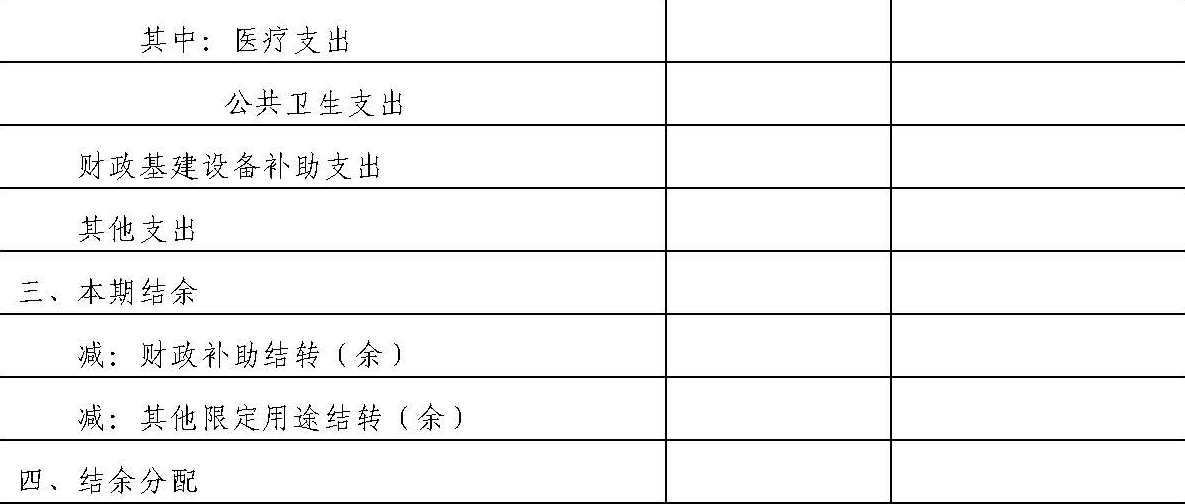 其中：医疗支出
公共卫生支出
财政基建设备补助支出
其他支出
三、本期结余
减：财政补助结转（余）
减：其他限定用途结转（余）
四、结余分配